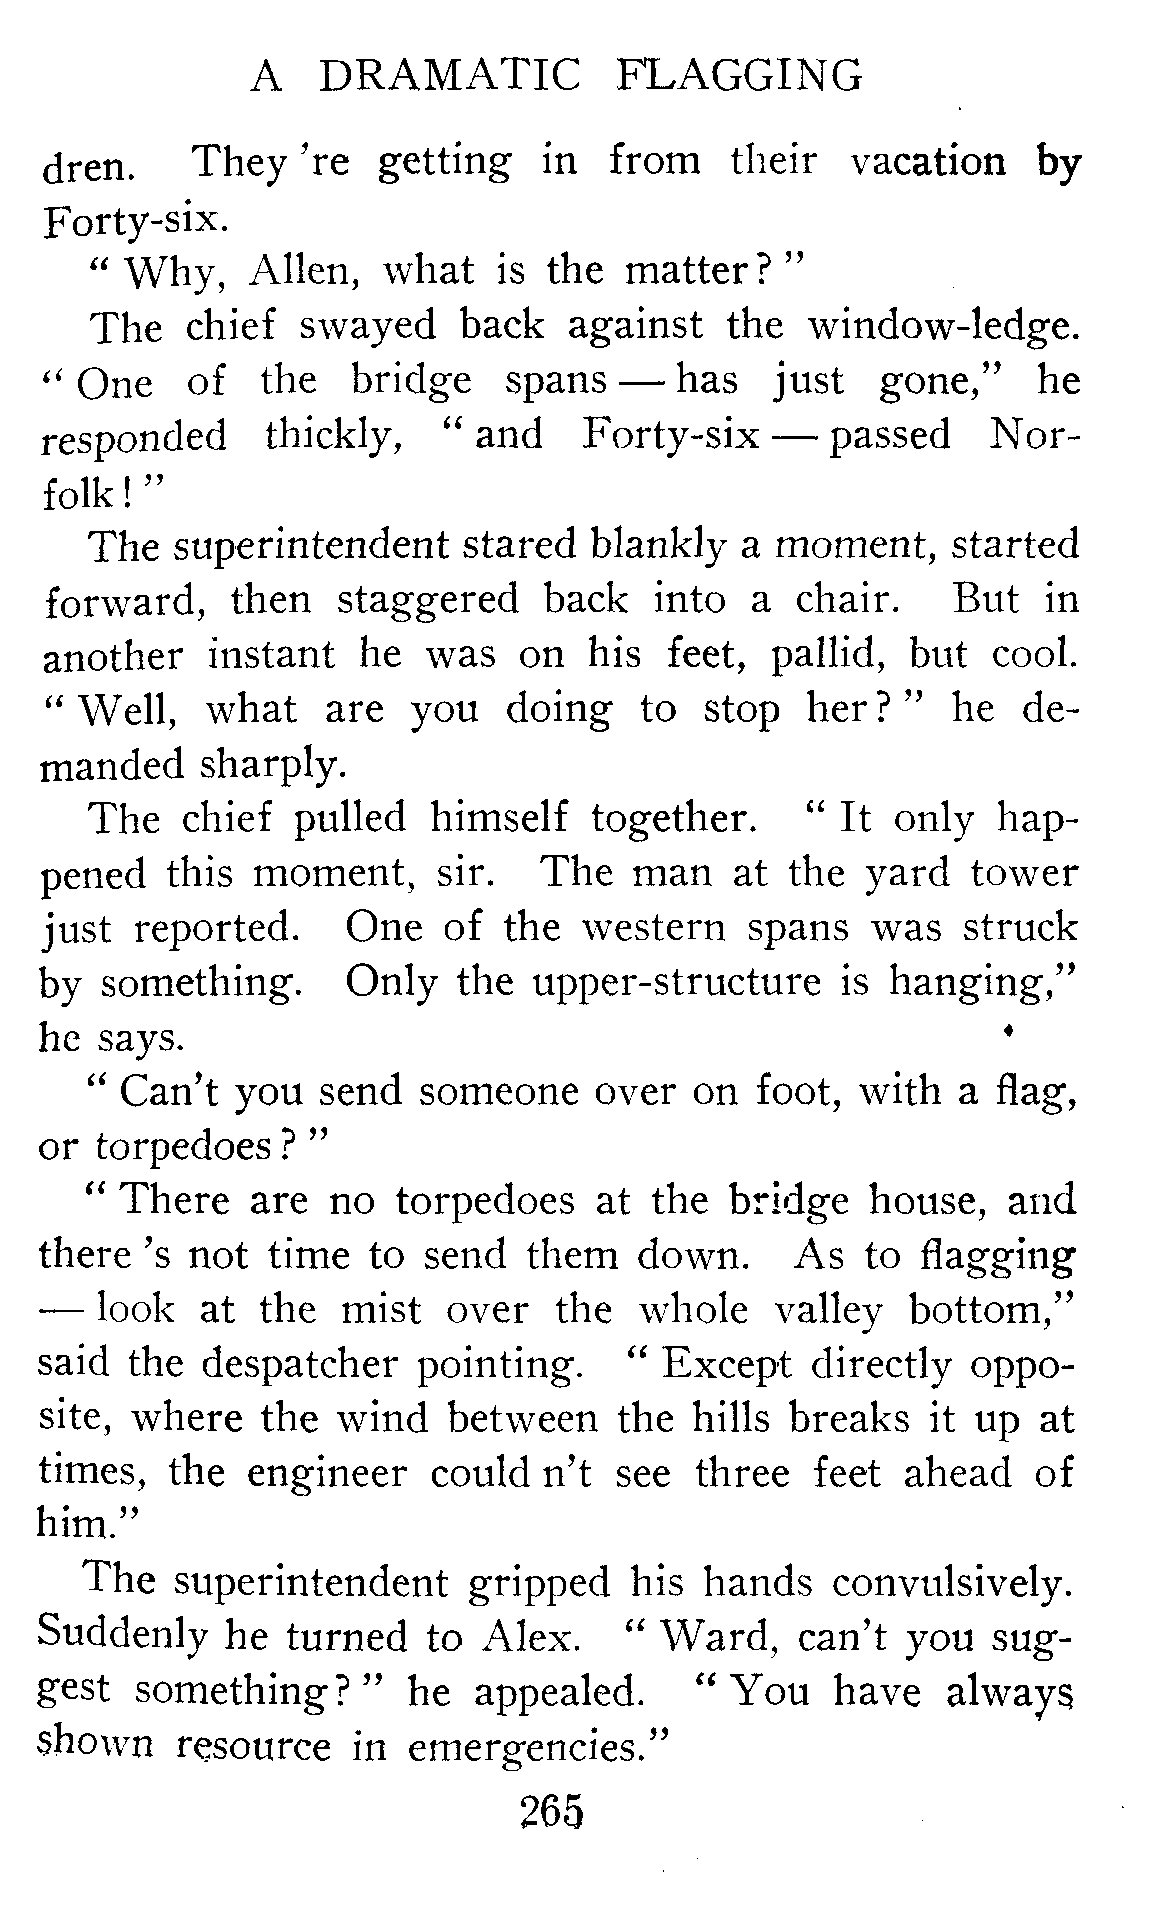 A DRAMATIC FLAGGING
dren. They 're getting in from their vacation by
Forty-six.
" Why, Allen, what is the matter? "
The chief swayed back against the window-ledge.
" One of the bridge spans — has just gone," he
responded thickly, " and Forty-six — passed Nor-
folk! "
The superintendent stared blankly a moment, started
forward, then staggered back into a chair. But in
another instant he was on his feet, pallid, but cool.
" Well, what are you doing to stop her? " he de-
manded sharply.
The chief pulled himself together. " It only hap-
pened this moment, sir. The man at the yard tower
just reported. One of the western spans was struck
by something. Only the upper-structure is hanging,"
he says.
" Can't you send someone over on foot, with a flag,
or torpedoes? "
" There are no torpedoes at the bridge house, and
there 's not time to send them down. As to flagging
— look at the mist over the whole valley bottom,"
said the despatcher pointing. " Except directly oppo-
site, where the wind between the hills breaks it up at
times, the engineer could n't see three feet ahead of
him."
The superintendent gripped his hands convulsively.
Suddenly he turned to Alex. " Ward, can't you sug-
gest something? " he appealed. " You have always
shown resource in emergencies."
265